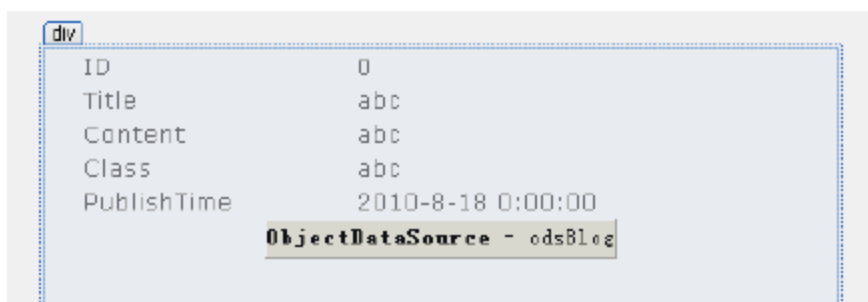 div
ID 0
Title abc
Content abc
Class abc
PublishTime 2010-8-18 0:00:00
ObjectDataSource - odsBlog